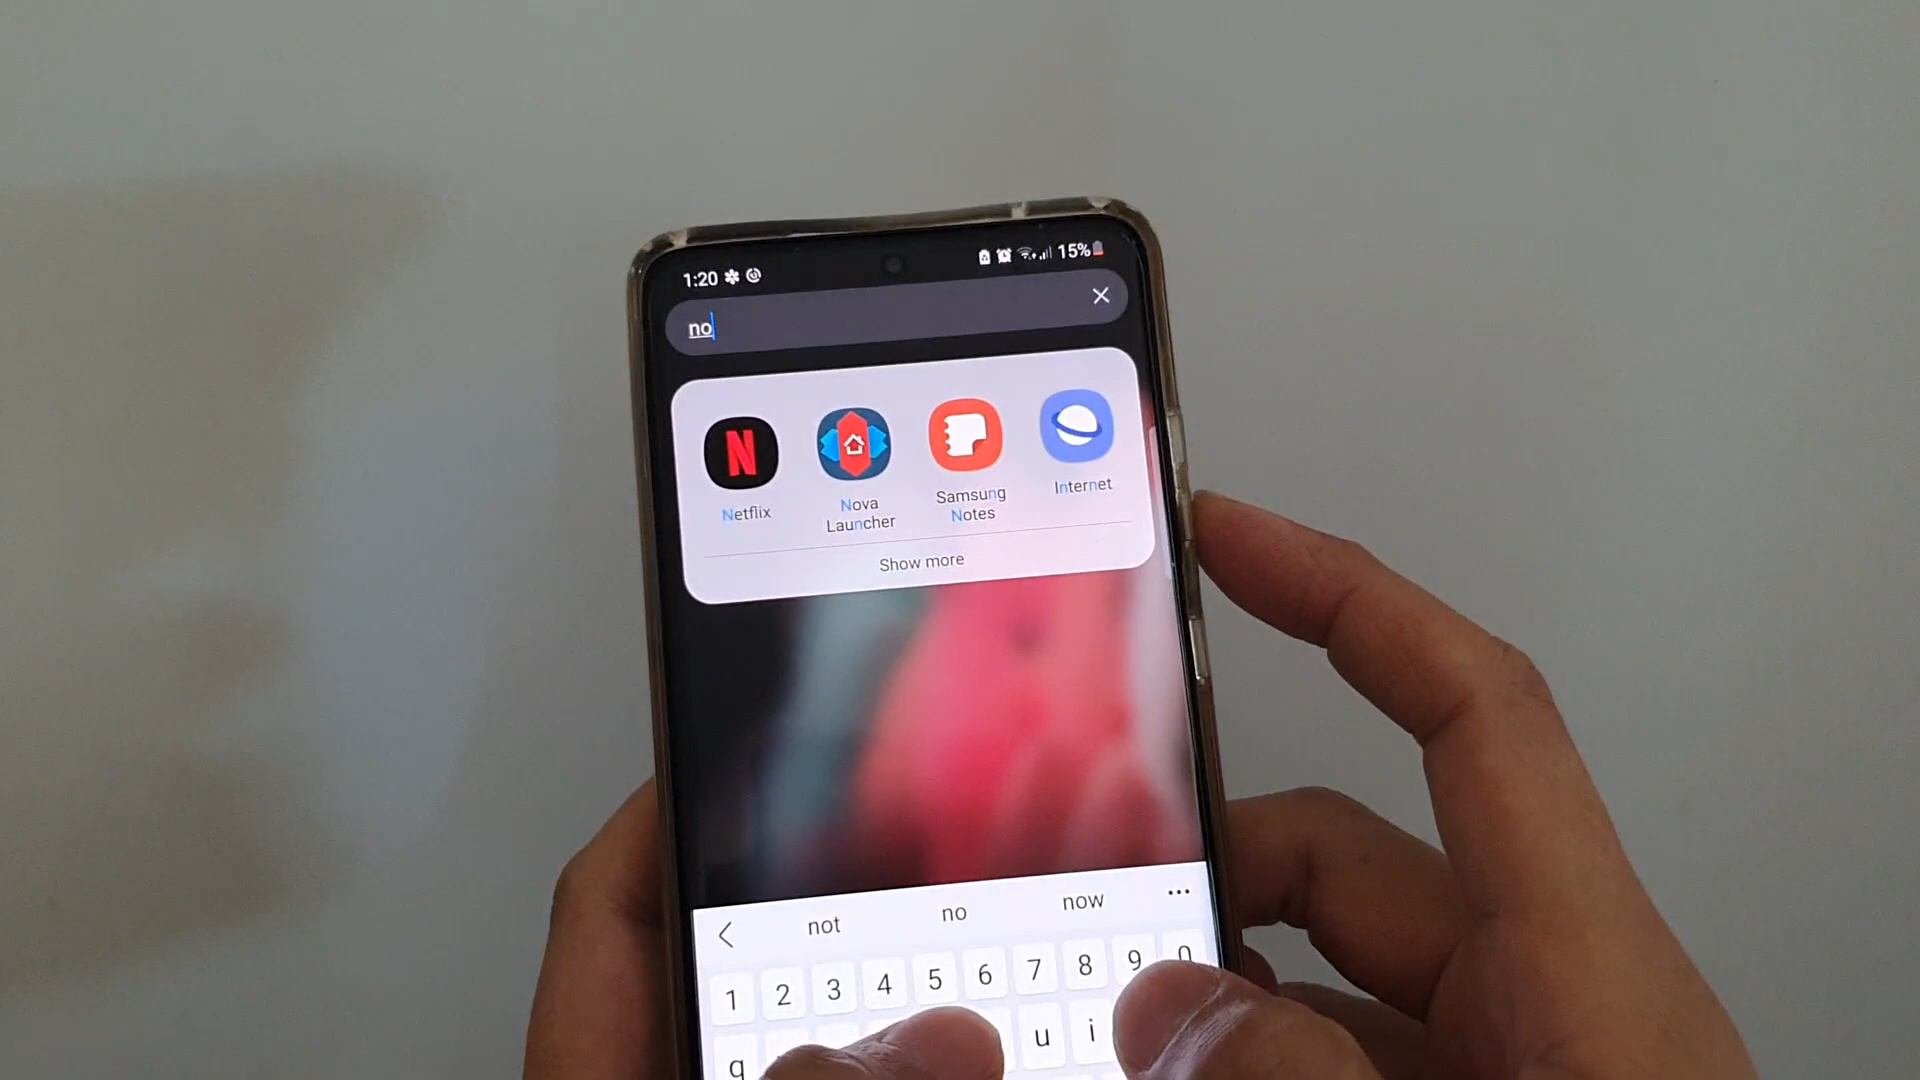 1:20
15%
no
N
Netflix
Nova
Launcher
Samsung
Notes
Internet
Show more
not
no
now
1 2 3 4 5 6 7 8 9 0
q u i